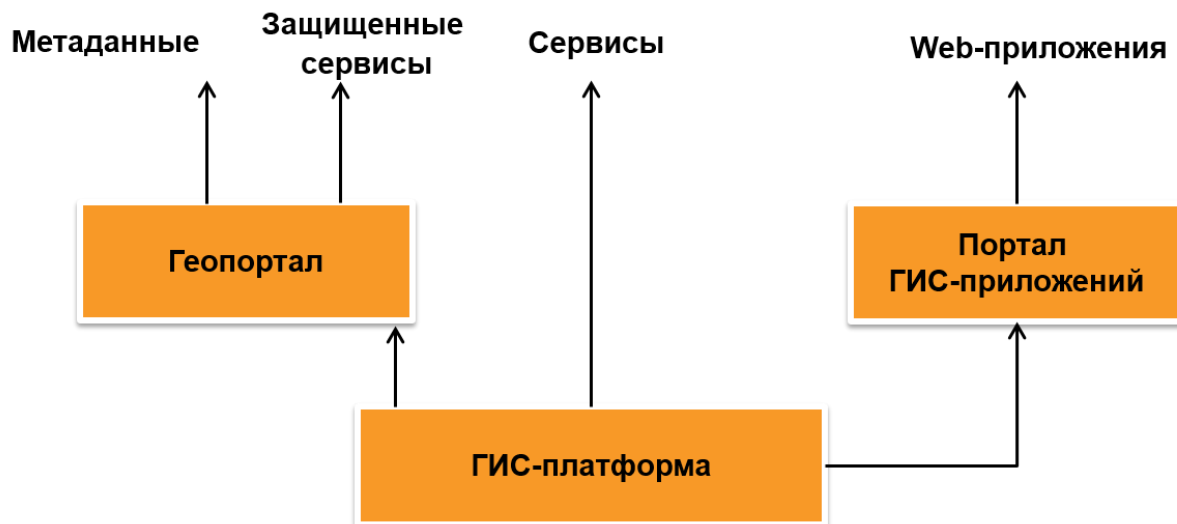 Метаданные
Защищенные
сервисы
Сервисы
Web-приложения
Геопортал
Портал
ГИС-приложений
ГИС-платформа